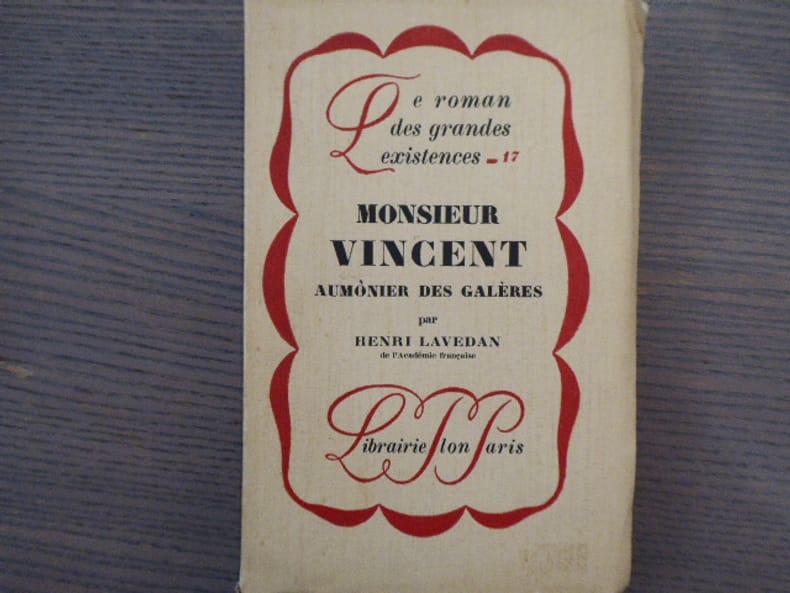 Le roman
des grandes
existences - 17
MONSIEUR
VINCENT
AUMÔNIER DES GALÈRES
par
HENRI LAVEDAN
de l'Académie française
Librairie Plon Paris